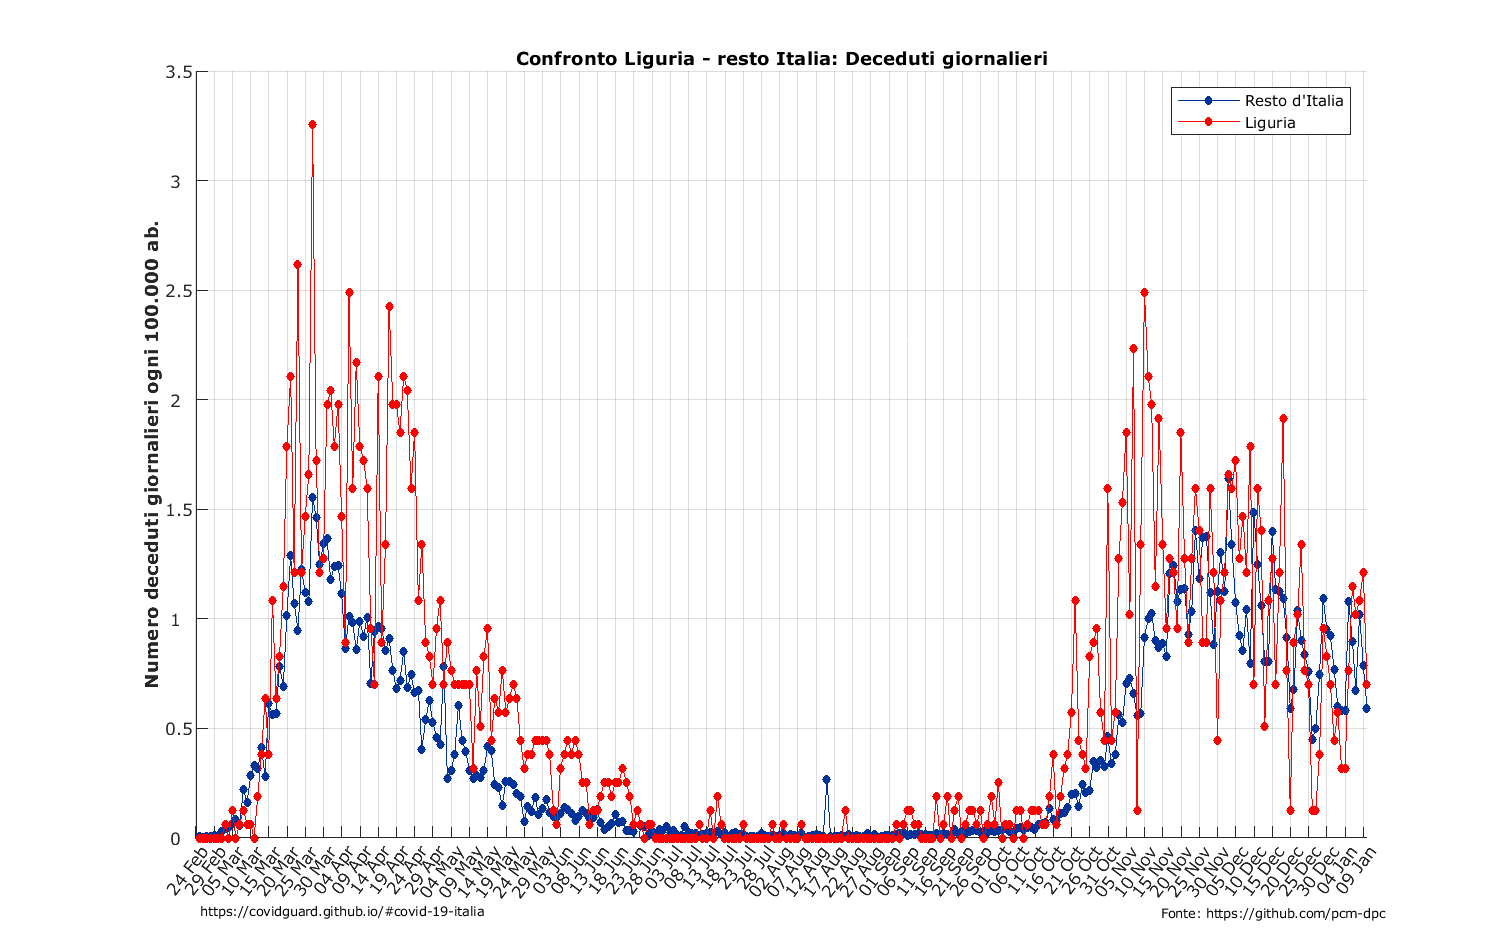 Confronto Liguria - resto Italia: Deceduti giornalieri
Resto d'Italia
Liguria
Numero deceduti giornalieri ogni 100.000 ab.
3.5
3
2.5
2
1.5
1
0.5
0
24 Feb
29 Feb
05 Mar
10 Mar
15 Mar
20 Mar
25 Mar
30 Mar
04 Apr
09 Apr
14 Apr
19 Apr
24 Apr
29 Apr
04 May
09 May
14 May
19 May
24 May
29 May
03 Jun
08 Jun
13 Jun
18 Jun
23 Jun
28 Jun
03 Jul
08 Jul
13 Jul
18 Jul
23 Jul
28 Jul
02 Aug
07 Aug
12 Aug
17 Aug
22 Aug
27 Aug
01 Sep
06 Sep
11 Sep
16 Sep
21 Sep
26 Sep
01 Oct
06 Oct
11 Oct
16 Oct
21 Oct
26 Oct
31 Oct
05 Nov
10 Nov
15 Nov
20 Nov
25 Nov
30 Nov
05 Dec
10 Dec
15 Dec
20 Dec
25 Dec
30 Dec
04 Jan
09 Jan
https://covidguard.github.io/#covid-19-italia
Fonte: https://github.com/pcm-dpc